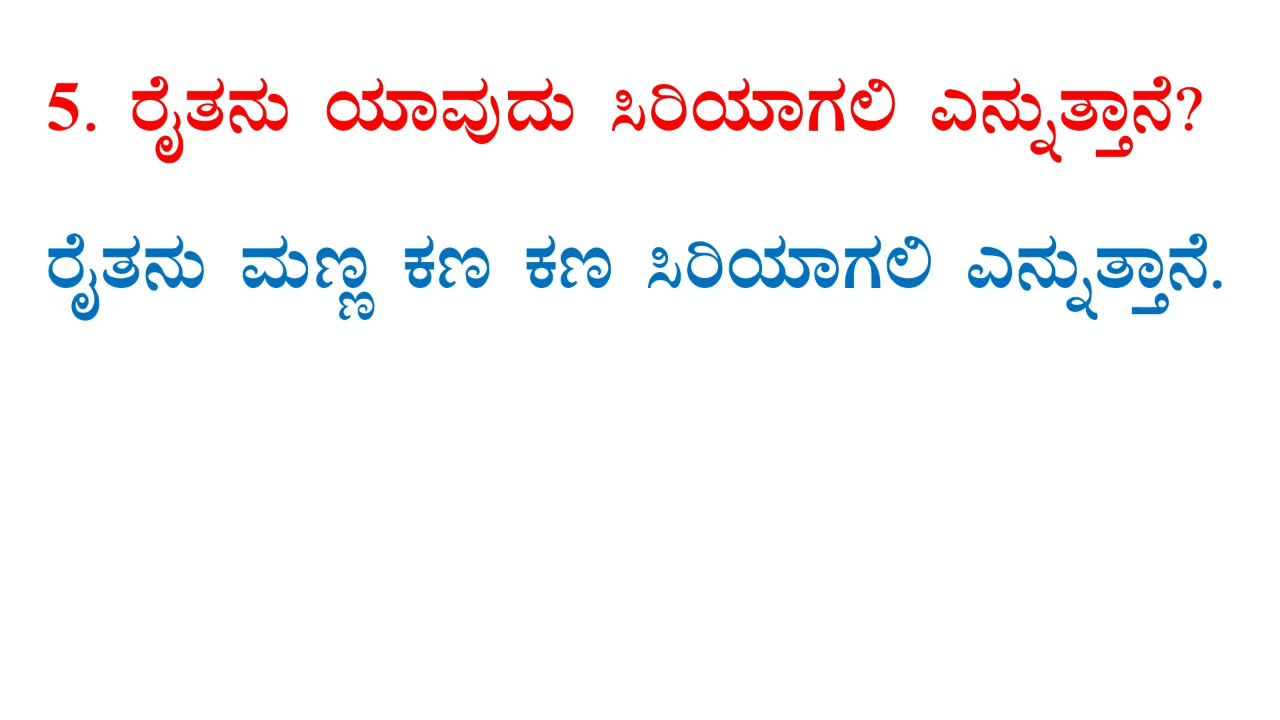 5. ರೈತನು ಯಾವುದು ಸಿರಿಯಾಗಲಿ ಎನ್ನುತ್ತಾನೆ?
ರೈತನು ಮಣ್ಣ ಕಣ ಕಣ ಸಿರಿಯಾಗಲಿ ಎನ್ನುತ್ತಾನೆ.